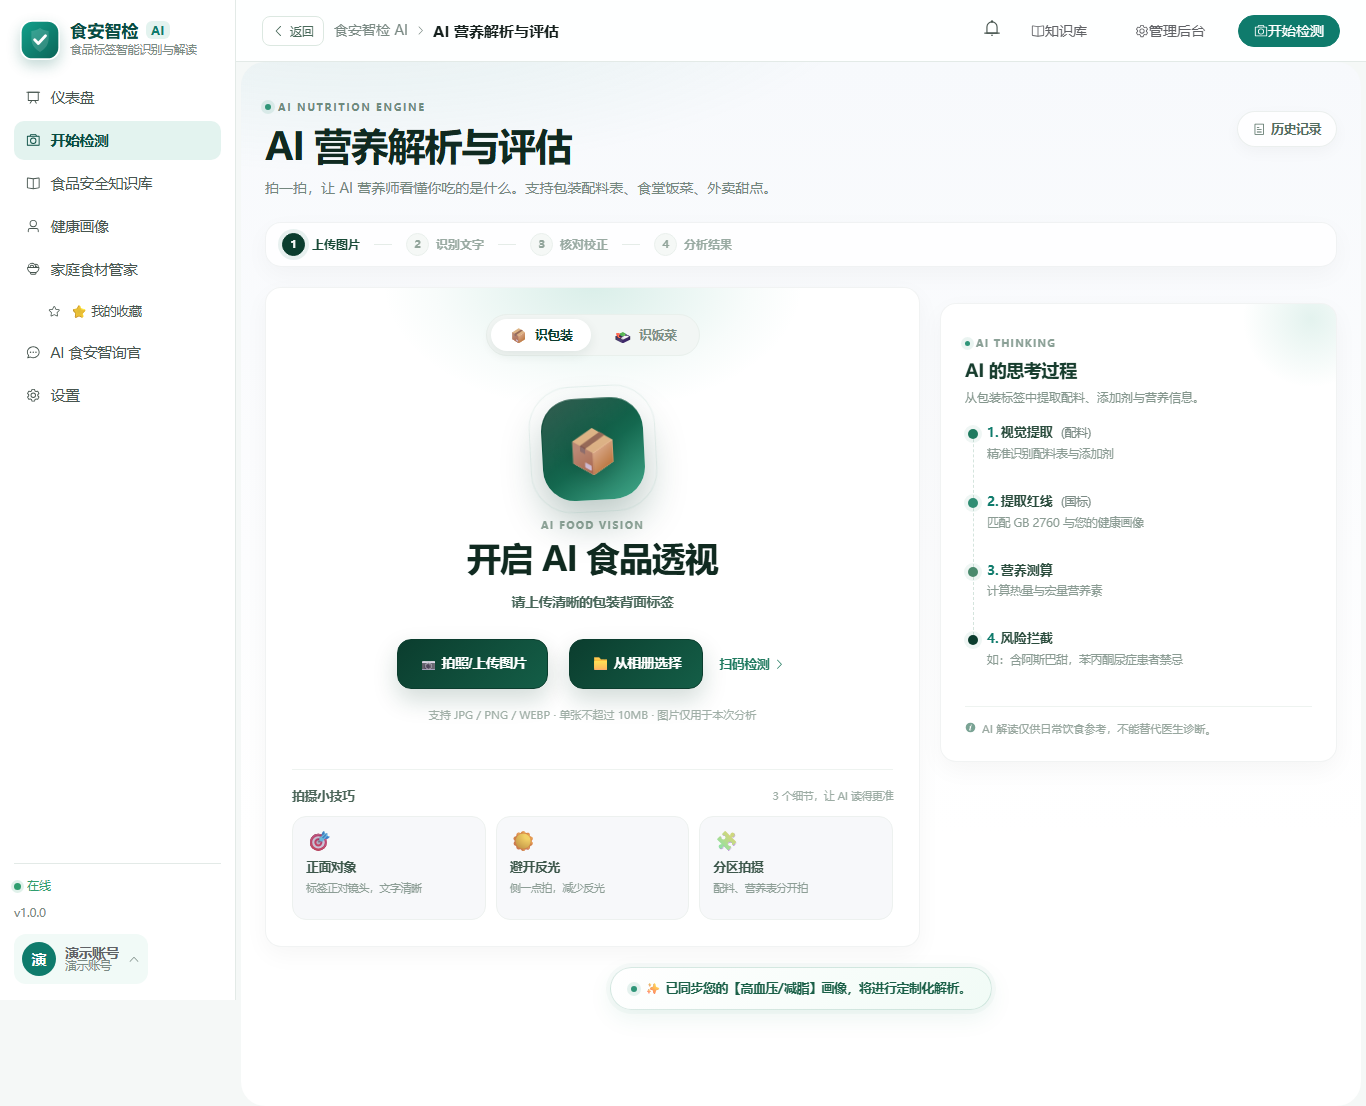 食安智检 AI
食品标签智能识别与解读
仪表盘
开始检测
食品安全知识库
健康画像
家庭食材管家
我的收藏
AI 食安智询官
设置
在线
v1.0.0
演
演示账号
演示账号
返回
食安智检 AI
AI 营养解析与评估
知识库
管理后台
开始检测
AI NUTRITION ENGINE
AI 营养解析与评估
拍一拍，让 AI 营养师看懂你吃的是什么。支持包装配料表、食堂饭菜、外卖甜点。
历史记录
1 上传图片
2 识别文字
3 核对校正
4 分析结果
识包装
识饭菜
AI FOOD VISION
开启 AI 食品透视
请上传清晰的包装背面标签
拍照/上传图片
从相册选择
扫码检测
支持 JPG / PNG / WEBP · 单张不超过 10MB · 图片仅用于本次分析
拍摄小技巧
3 个细节，让 AI 读得更准
正面对象
标签正对镜头，文字清晰
避开反光
侧一点拍，减少反光
分区拍摄
配料、营养表分开拍
AI THINKING
AI 的思考过程
从包装标签中提取配料、添加剂与营养信息。
1. 视觉提取 (配料)
精准识别配料表与添加剂
2. 提取红线 (国标)
匹配 GB 2760 与您的健康画像
3. 营养测算
计算热量与宏量营养素
4. 风险拦截
如：含阿斯巴甜，苯丙酮尿症患者禁忌
AI 解读仅供日常饮食参考，不能替代医生诊断。
已同步您的【高血压/减脂】画像，将进行定制化解析。